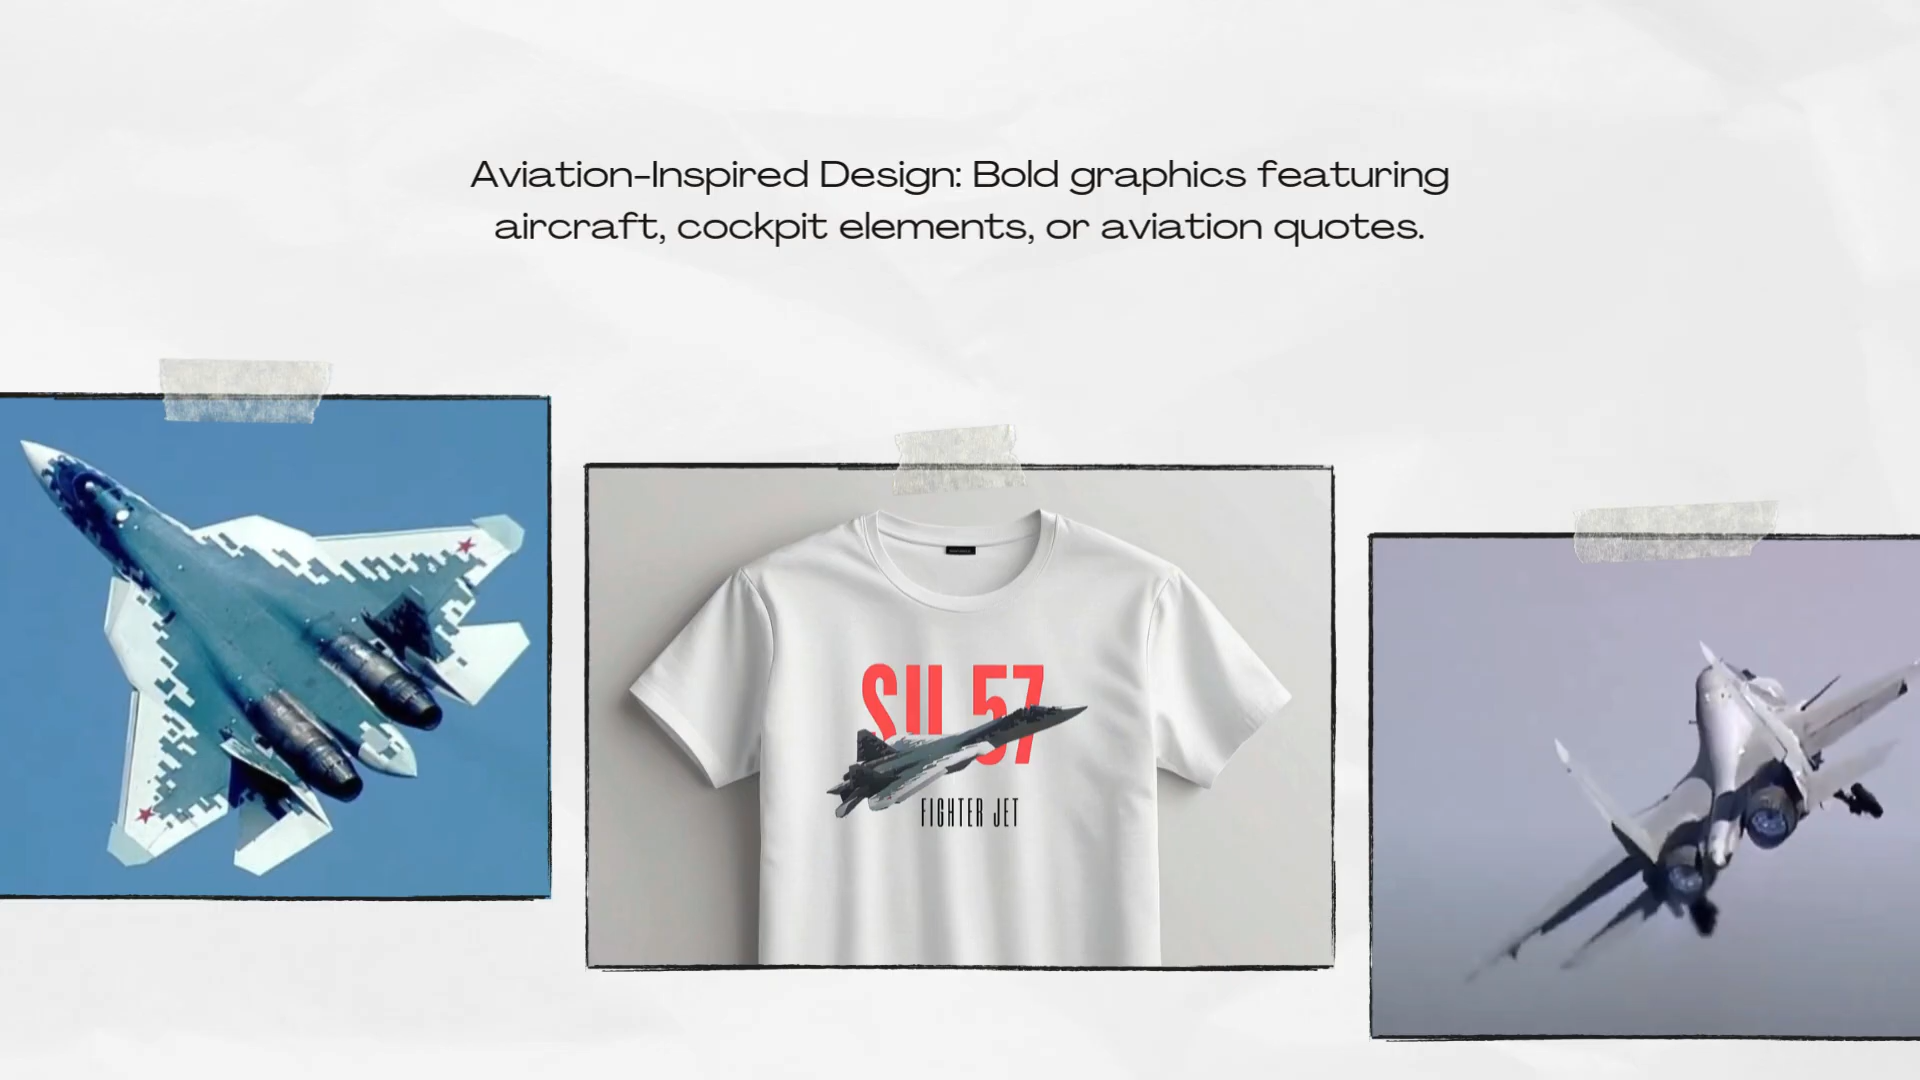 Aviation-Inspired Design: Bold graphics featuring
aircraft, cockpit elements, or aviation quotes.
SU 57
FIGHTER JET